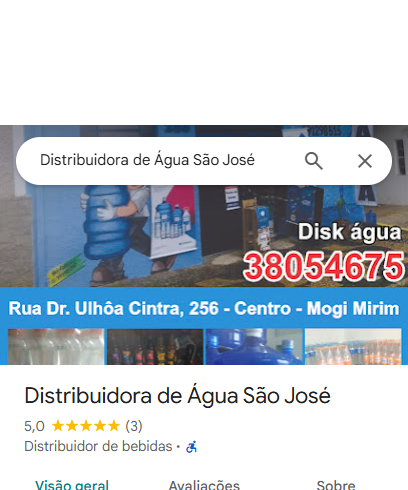 Distribuidora de Água São José
Disk água
38054675
Rua Dr. Ulhôa Cintra, 256 - Centro - Mogi Mirim
Distribuidora de Água São José
5,0 ★★★★★ (3)
Distribuidor de bebidas ·
Visão geral Avaliações Sobre